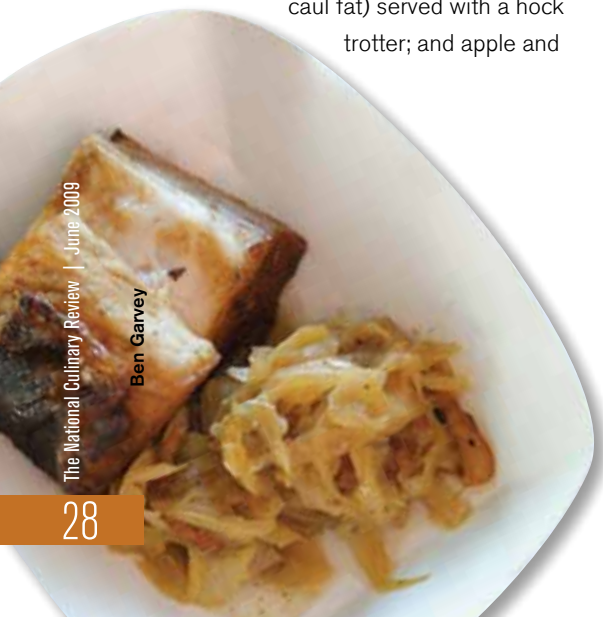 caul fat) served with a hock
trotter; and apple and
The National Culinary Review | June 2009
Ben Garvey
28